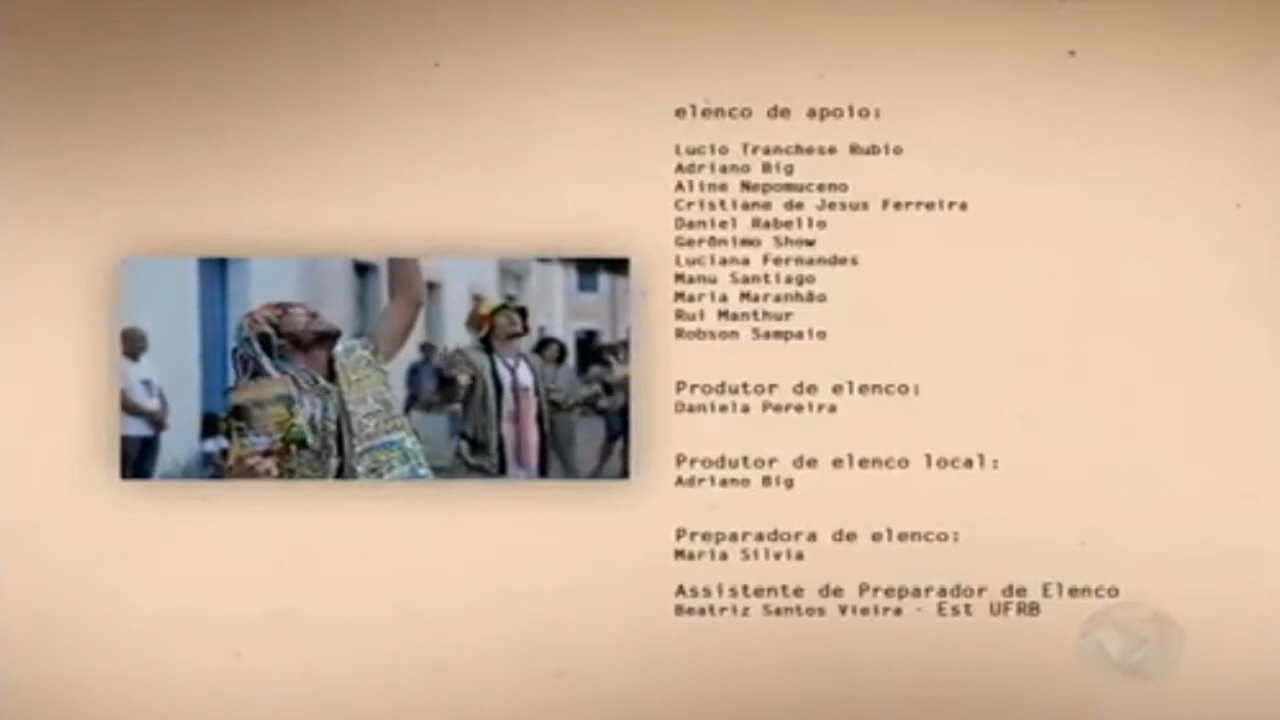 elenco de apoio:
Lucio Tranchese Rubio
Adriano Big
Aline Nepomuceno
Cristiane de Jesus Ferreira
Daniel Rabello
Gerônimo Show
Luciana Fernandes
Manu Santiago
Maria Maranhão
Rui Manthur
Robson Sampaio
Produtor de elenco:
Daniela Pereira
Produtor de elenco local:
Adriano Big
Preparadora de elenco:
Maria Silvia
Assistente de Preparador de Elenco
Beatriz Santos Vieira - Est UFRB